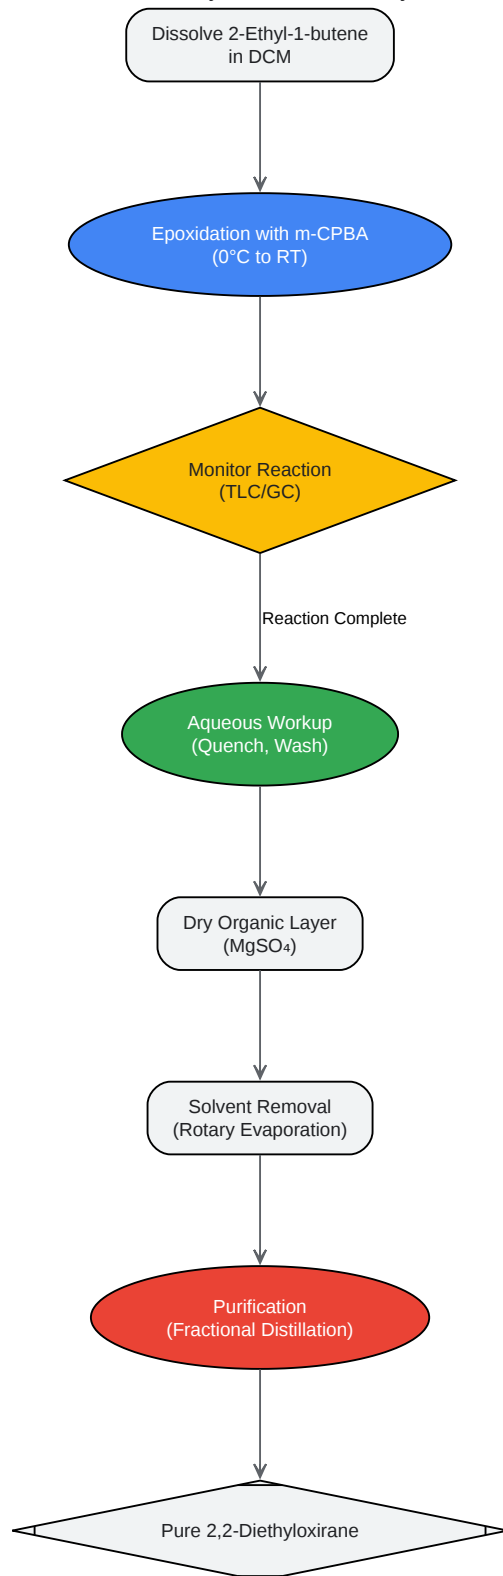 Dissolve 2-Ethyl-1-butene
in DCM
Epoxidation with m-CPBA
(0°C to RT)
Monitor Reaction
(TLC/GC)
Reaction Complete
Aqueous Workup
(Quench, Wash)
Dry Organic Layer
(MgSO₄)
Solvent Removal
(Rotary Evaporation)
Purification
(Fractional Distillation)
Pure 2,2-Diethyloxirane